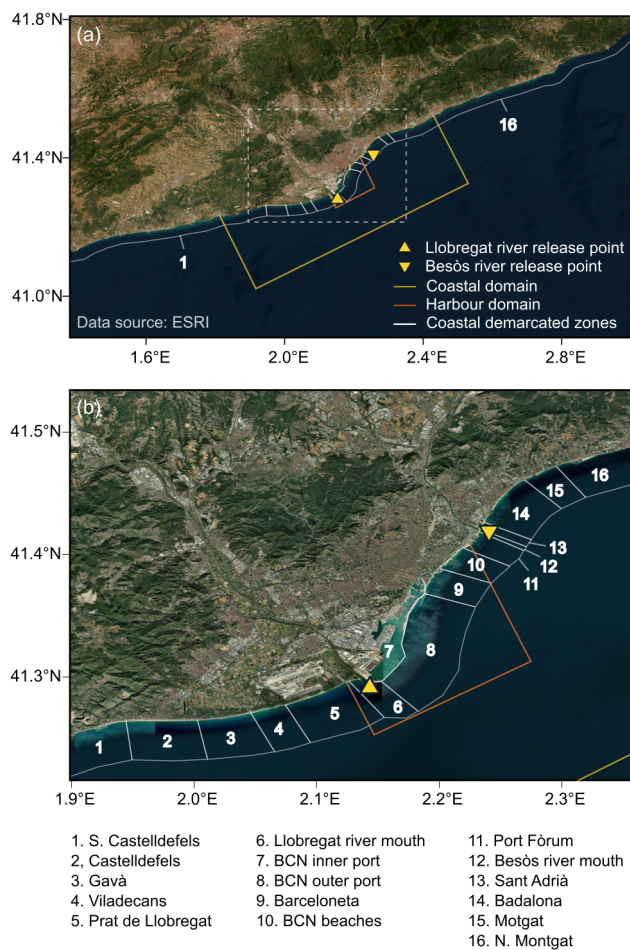 41.8°N
(a)
16
41.4°N
1
Llobregat river release point
Besòs river release point
Coastal domain
41.0°N
Harbour domain
Data source: ESRI
Coastal demarcated zones
1.6°E 2.0°E 2.4°E 2.8°E
(b)
41.5°N
16
15
14
41.4°N
13
10
12
9
11
8
7
41.3°N
5
6
4
3
2
1
1.9°E 2.0°E 2.1°E 2.2°E 2.3°E
1. S. Castelldefels
2, Castelldefels
3. Gavà
4. Viladecans
5. Prat de Llobregat
6. Llobregat river mouth
7. BCN inner port
8. BCN outer port
9. Barceloneta
10. BCN beaches
11. Port Fòrum
12. Besòs river mouth
13. Sant Adrià
14. Badalona
15. Motgat
16. N. Montgat